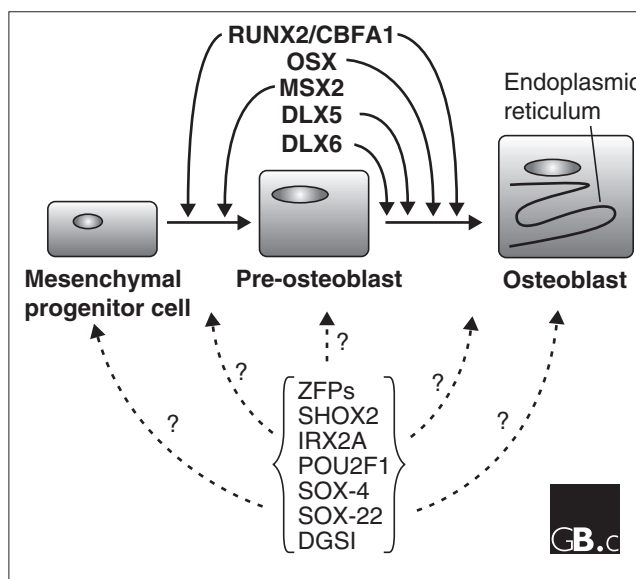 RUNX2/CBFA1
OSX
MSX2
DLX5
DLX6
Endoplasmic
reticulum
Mesenchymal
progenitor cell
Pre-osteoblast
Osteoblast
?
?
?
?
?
ZFPs
SHOX2
IRX2A
POU2F1
SOX-4
SOX-22
DGSI
GB.c